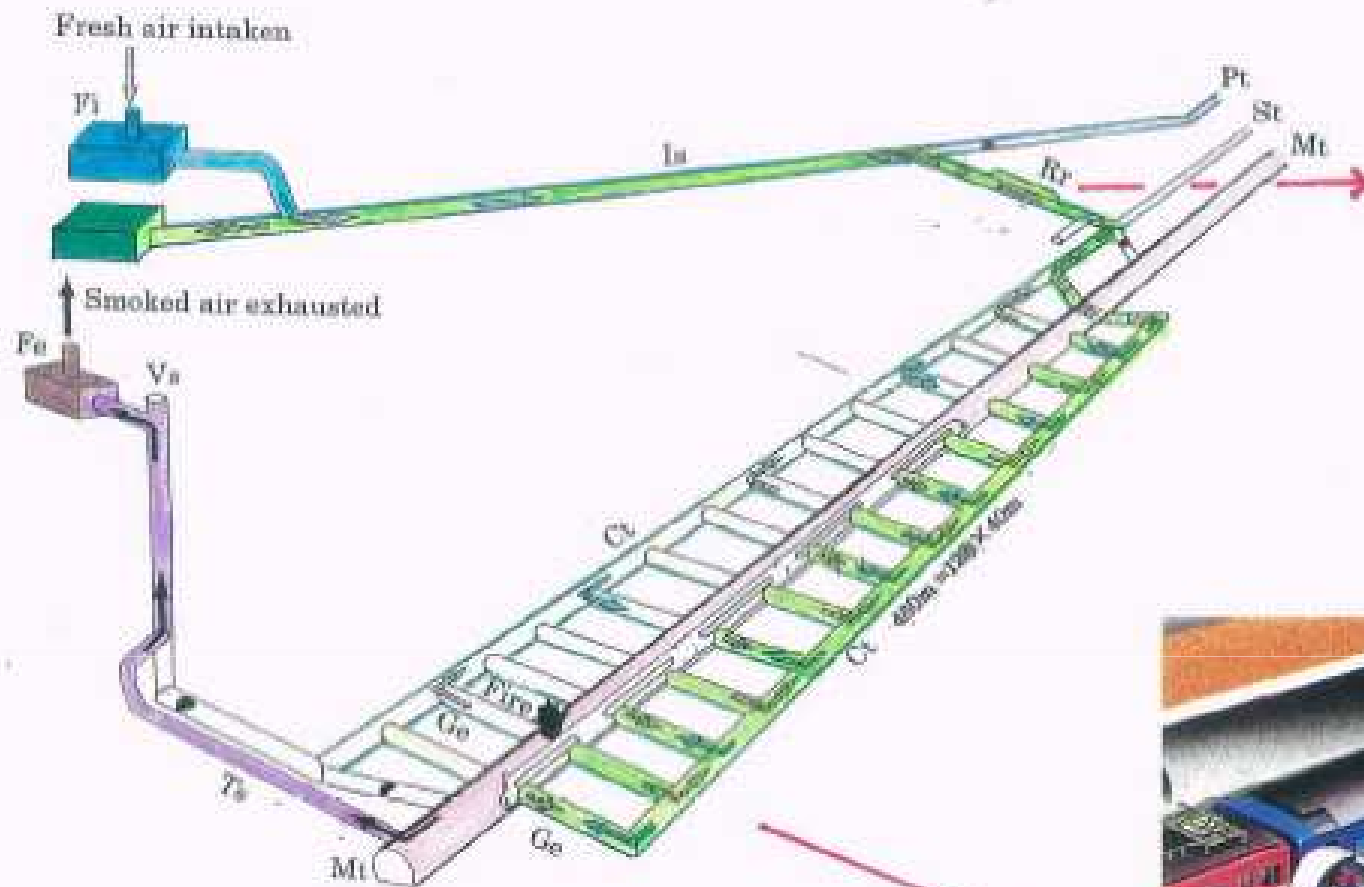 Fresh air intaken
Fi
Pt
St
Mt
Is
Rr
Smoked air exhausted
Fe
Vs
Ct
Fire
Ge
Ct
Ge
Mt